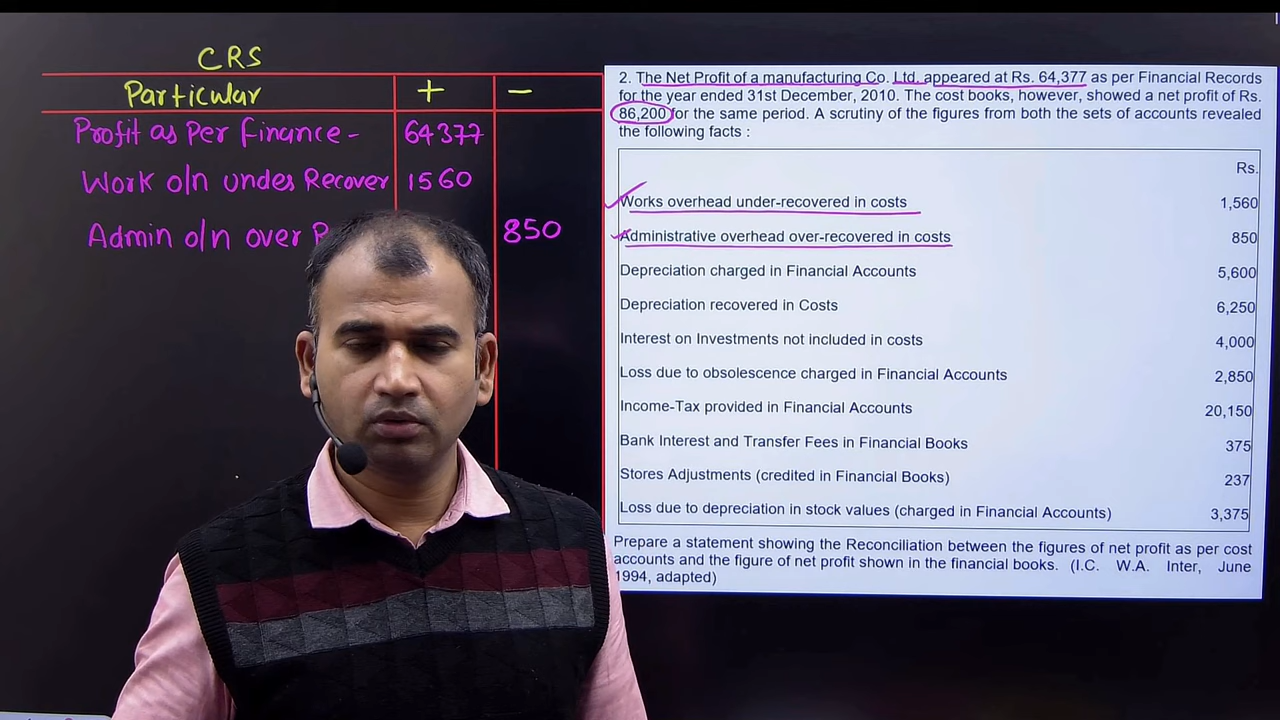 CRS
Particular + −
Profit as Per Finance - 64377
Work o/n undes Recover 1560
Admin o/n over 850
2. The Net Profit of a manufacturing Co. Ltd. appeared at Rs. 64,377 as per Financial Records
for the year ended 31st December, 2010. The cost books, however, showed a net profit of Rs.
86,200 for the same period. A scrutiny of the figures from both the sets of accounts revealed
the following facts :
Rs.
Works overhead under-recovered in costs 1,560
Administrative overhead over-recovered in costs 850
Depreciation charged in Financial Accounts 5,600
Depreciation recovered in Costs 6,250
Interest on Investments not included in costs 4,000
Loss due to obsolescence charged in Financial Accounts 2,850
Income-Tax provided in Financial Accounts 20,150
Bank Interest and Transfer Fees in Financial Books 375
Stores Adjustments (credited in Financial Books) 237
Loss due to depreciation in stock values (charged in Financial Accounts) 3,375
Prepare a statement showing the Reconciliation between the figures of net profit as per cost
accounts and the figure of net profit shown in the financial books. (I.C. W.A. Inter, June
1994, adapted)